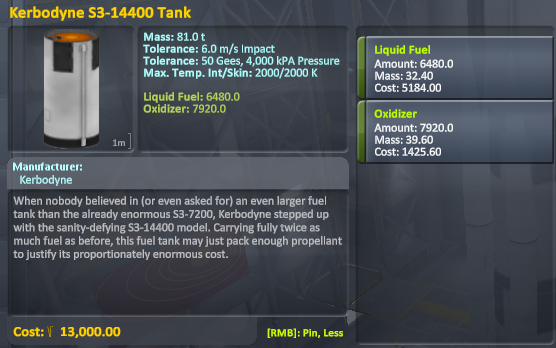 Kerbodyne S3-14400 Tank
Mass: 81.0 t
Tolerance: 6.0 m/s Impact
Tolerance: 50 Gees, 4,000 kPA Pressure
Max. Temp. Int/Skin: 2000/2000 K
Liquid Fuel: 6480.0
Oxidizer: 7920.0
1m
Manufacturer:
Kerbodyne
When nobody believed in (or even asked for) an even larger fuel
tank than the already enormous S3-7200, Kerbodyne stepped up
with the sanity-defying S3-14400 model. Carrying fully twice as
much fuel as before, this fuel tank may just pack enough propellant
to justify its proportionately enormous cost.
Cost: 13,000.00
[RMB]: Pin, Less
Liquid Fuel
Amount: 6480.0
Mass: 32.40
Cost: 5184.00
Oxidizer
Amount: 7920.0
Mass: 39.60
Cost: 1425.60